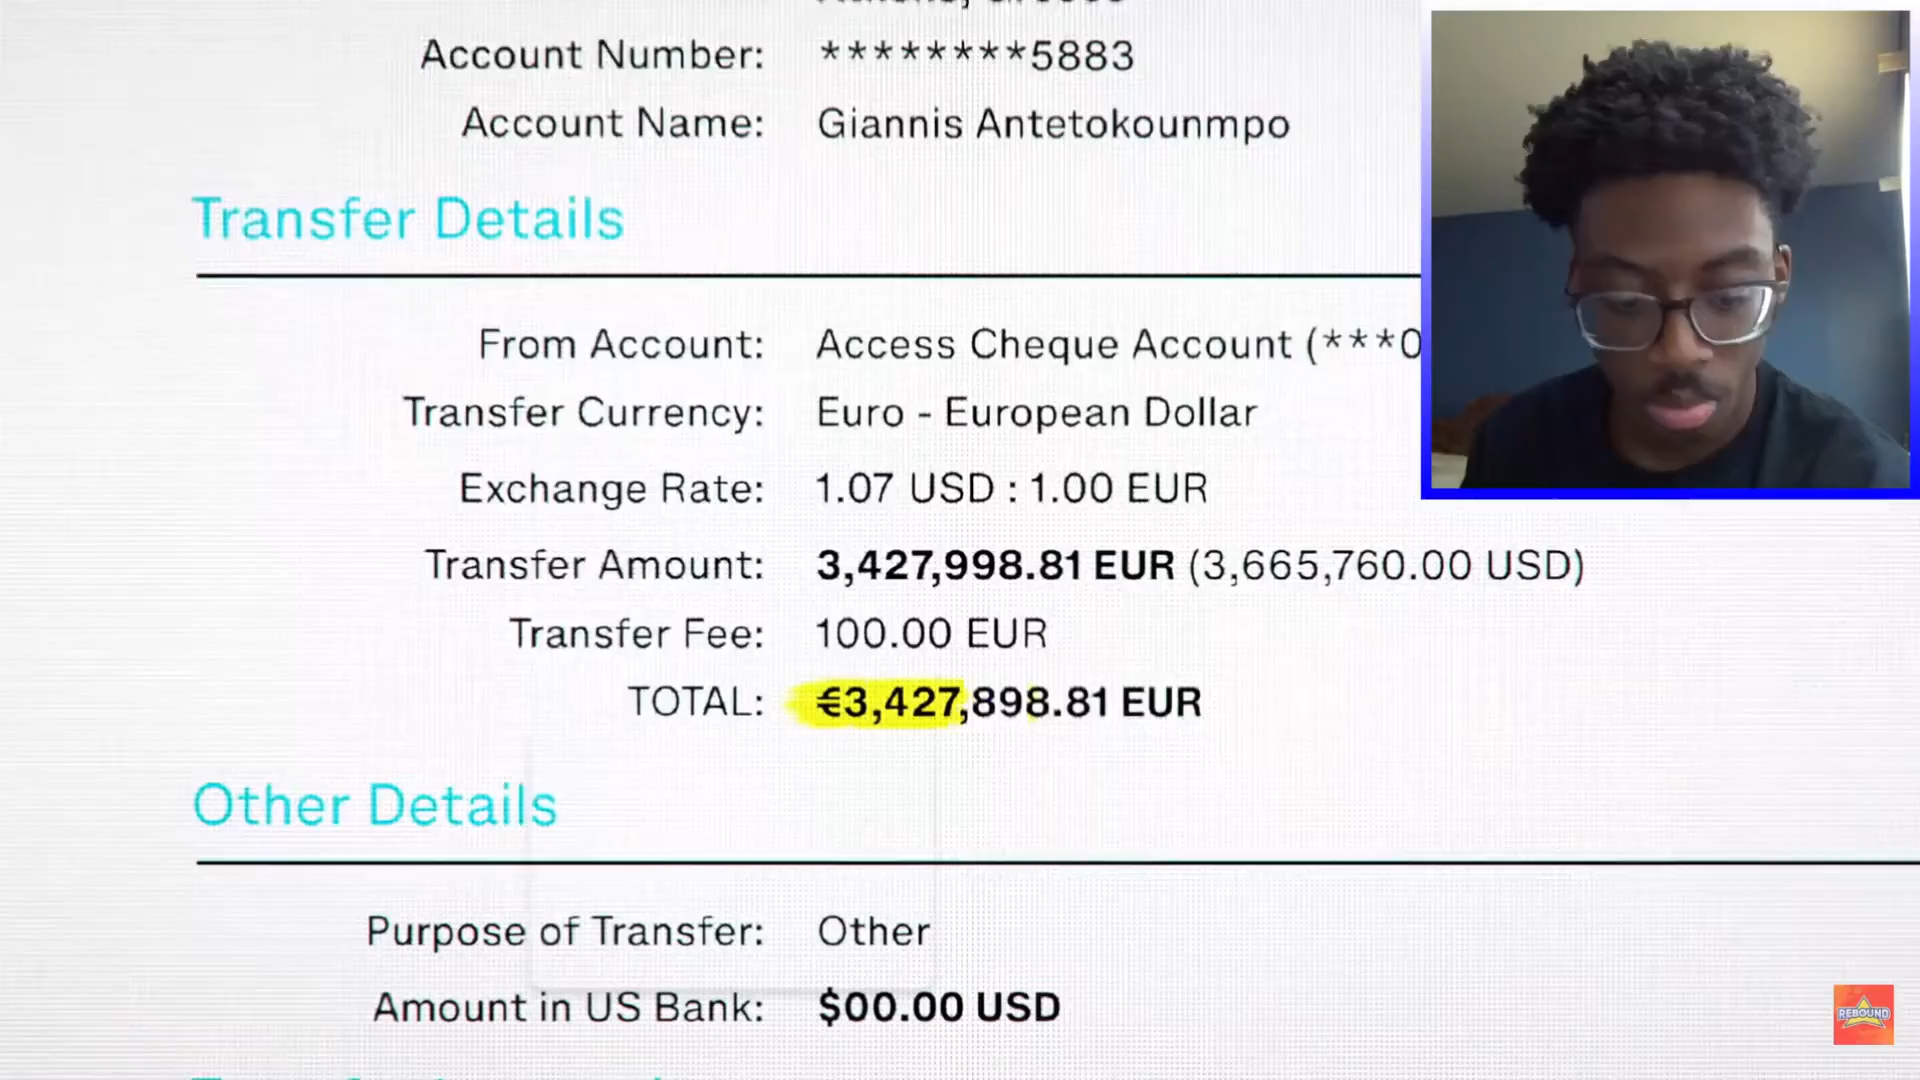 Account Number: ********5883
Account Name: Giannis Antetokounmpo
Transfer Details
From Account: Access Cheque Account (***0
Transfer Currency: Euro - European Dollar
Exchange Rate: 1.07 USD : 1.00 EUR
Transfer Amount: 3,427,998.81 EUR (3,665,760.00 USD)
Transfer Fee: 100.00 EUR
TOTAL: €3,427,898.81 EUR
Other Details
Purpose of Transfer: Other
Amount in US Bank: $00.00 USD
REBOUND